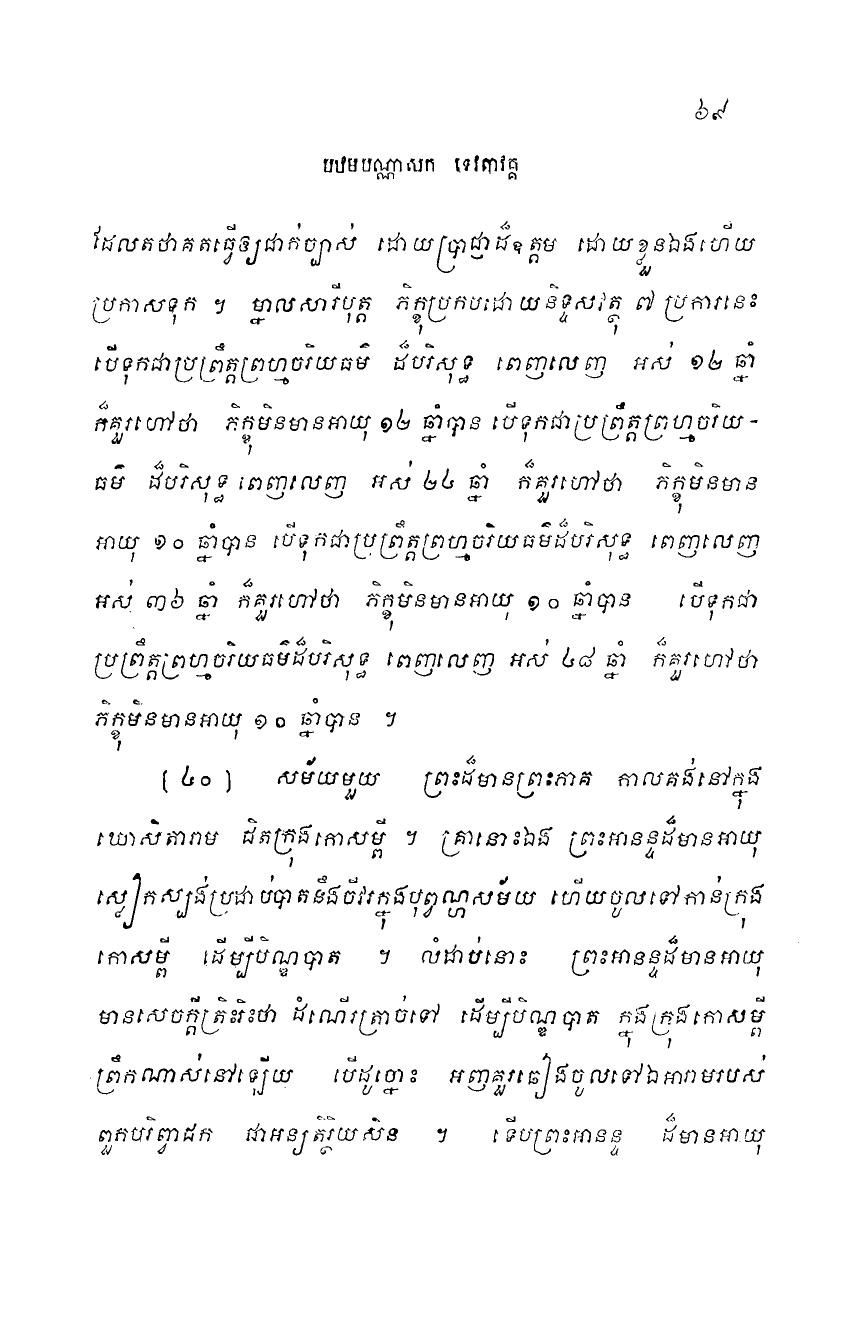 ៦៩
បឋមបណ្ណាសក ទេវតាវគ្គ
ដែលតថាគតធ្វើឲ្យជាក់ច្បាស់ ដោយប្រាជ្ញាដ៏ឧត្តម ដោយខ្លួនឯងហើយ
ប្រកាសទុក ។ ម្នាលសារីបុត្ត ភិក្ខុប្រកបដោយនិទ្ទសវត្ថុ ៧ ប្រការនេះ
បើទុកជាប្រព្រឹត្តព្រហ្មចរិយធម៌ ដ៏បរិសុទ្ធ ពេញលេញ អស់ ១២ ឆ្នាំ
ក៏គួរហៅថា ភិក្ខុមិនមានអាយុ ១២ ឆ្នាំបាន បើទុកជាប្រព្រឹត្តព្រហ្មចរិយ-
ធម៌ ដ៏បរិសុទ្ធ ពេញលេញ អស់ ២៤ ឆ្នាំ ក៏គួរហៅថា ភិក្ខុមិនមាន
អាយុ ១០ ឆ្នាំបាន បើទុកជាប្រព្រឹត្តព្រហ្មចរិយធម៌ដ៏បរិសុទ្ធ ពេញលេញ
អស់ ៣៦ ឆ្នាំ ក៏គួរហៅថា ភិក្ខុមិនមានអាយុ ១០ ឆ្នាំបាន បើទុកជា
ប្រព្រឹត្តព្រហ្មចរិយធម៌ដ៏បរិសុទ្ធ ពេញលេញ អស់ ៤៨ ឆ្នាំ ក៏គួរហៅថា
ភិក្ខុមិនមានអាយុ ១០ ឆ្នាំបាន ។
[ ៤០ ] សម័យមួយ ព្រះដ៏មានព្រះភាគ កាលគង់នៅក្នុង
ឃោសិតារាម ជិតក្រុងកោសម្ពី ។ គ្រានោះឯង ព្រះអានន្ទដ៏មានអាយុ
ស្លៀកស្បង់ប្រដាប់បាតនឹងចីវរក្នុងបុព្វណ្ហសម័យ ហើយចូលទៅកាន់ក្រុង
កោសម្ពី ដើម្បីបិណ្ឌបាត ។ លំដាប់នោះ ព្រះអានន្ទដ៏មានអាយុ
មានសេចក្តីត្រិះរិះថា ដំណើរត្រាច់ទៅ ដើម្បីបិណ្ឌបាត ក្នុងក្រុងកោសម្ពី
ព្រឹកណាស់នៅឡើយ បើដូច្នោះ អញគួរចៀងចូលទៅឯអារាមរបស់
ពួកបរិព្វាជក ជាអន្យតិរ្ថិយសិន ។ ទើបព្រះអានន្ទ ដ៏មានអាយុ